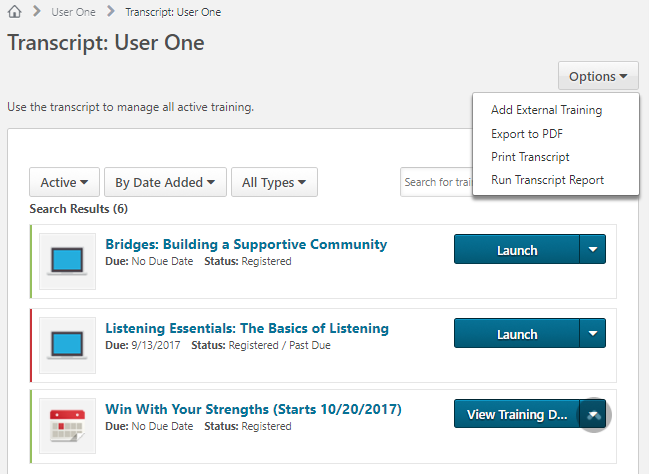 User One Transcript: User One
Transcript: User One
Options
Add External Training
Use the transcript to manage all active training.
Export to PDF
Print Transcript
Run Transcript Report
Active By Date Added All Types Search for trai
Search Results (6)
Bridges: Building a Supportive Community
Launch
Due: No Due Date Status: Registered
Listening Essentials: The Basics of Listening
Launch
Due: 9/13/2017 Status: Registered / Past Due
Win With Your Strengths (Starts 10/20/2017)
View Training D...
Due: No Due Date Status: Registered